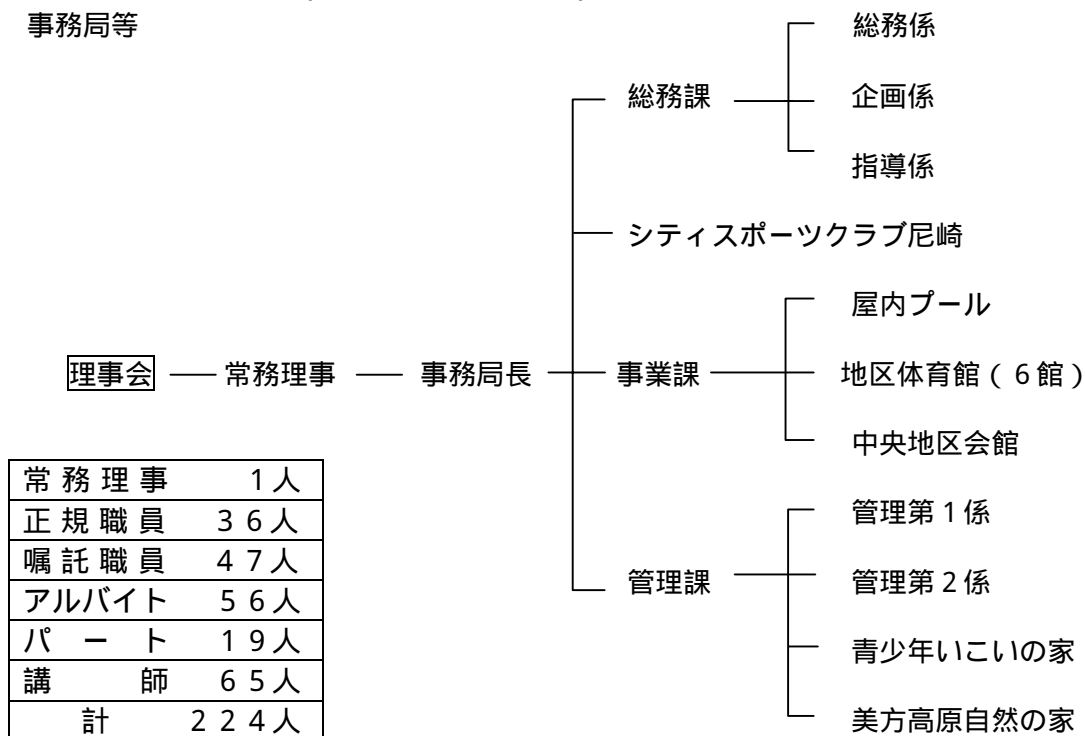 事務局等
総務係
総務課
企画係
指導係
シティスポーツクラブ尼崎
屋内プール
理事会 常務理事 事務局長 事業課 地区体育館(6館)
中央地区会館
常務理事 1人
正規職員 36人
嘱託職員 47人
アルバイト 56人
パート 19人
講師 65人
計 224人
管理第1係
管理課
管理第2係
青少年いこいの家
美方高原自然の家